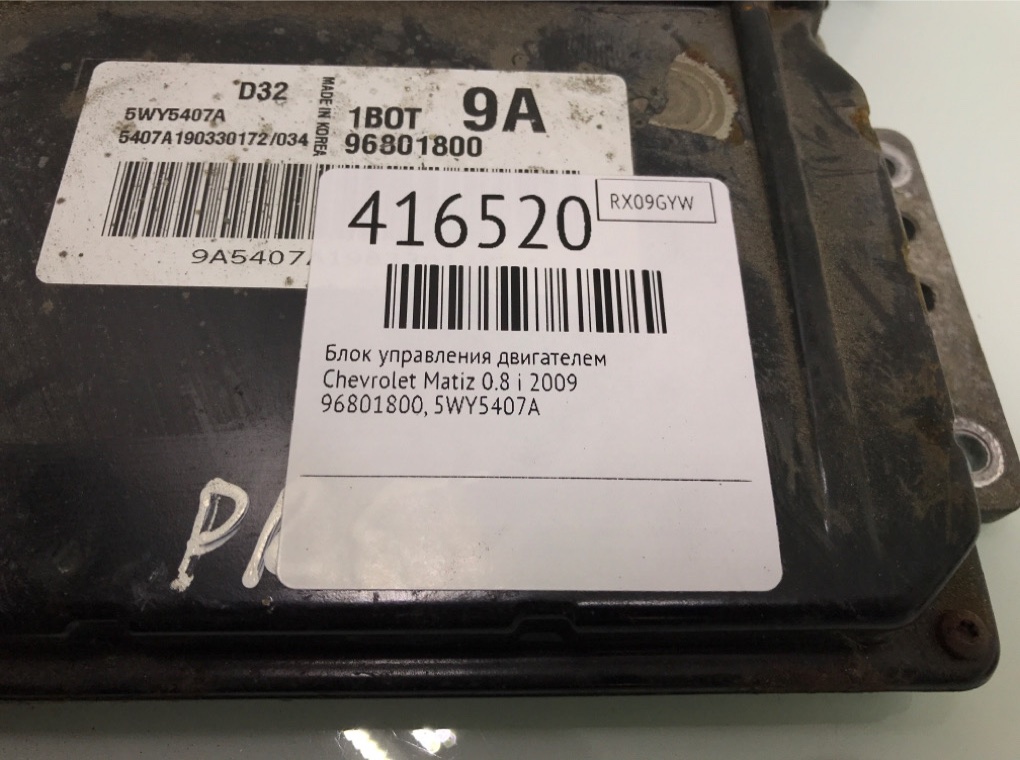 D32
5WY5407A
5407A190330172/034
MADE IN KOREA
1BOT 9A
96801800
9A5407
416520
RX09GYW
Блок управления двигателем
Chevrolet Matiz 0.8 i 2009
96801800, 5WY5407A